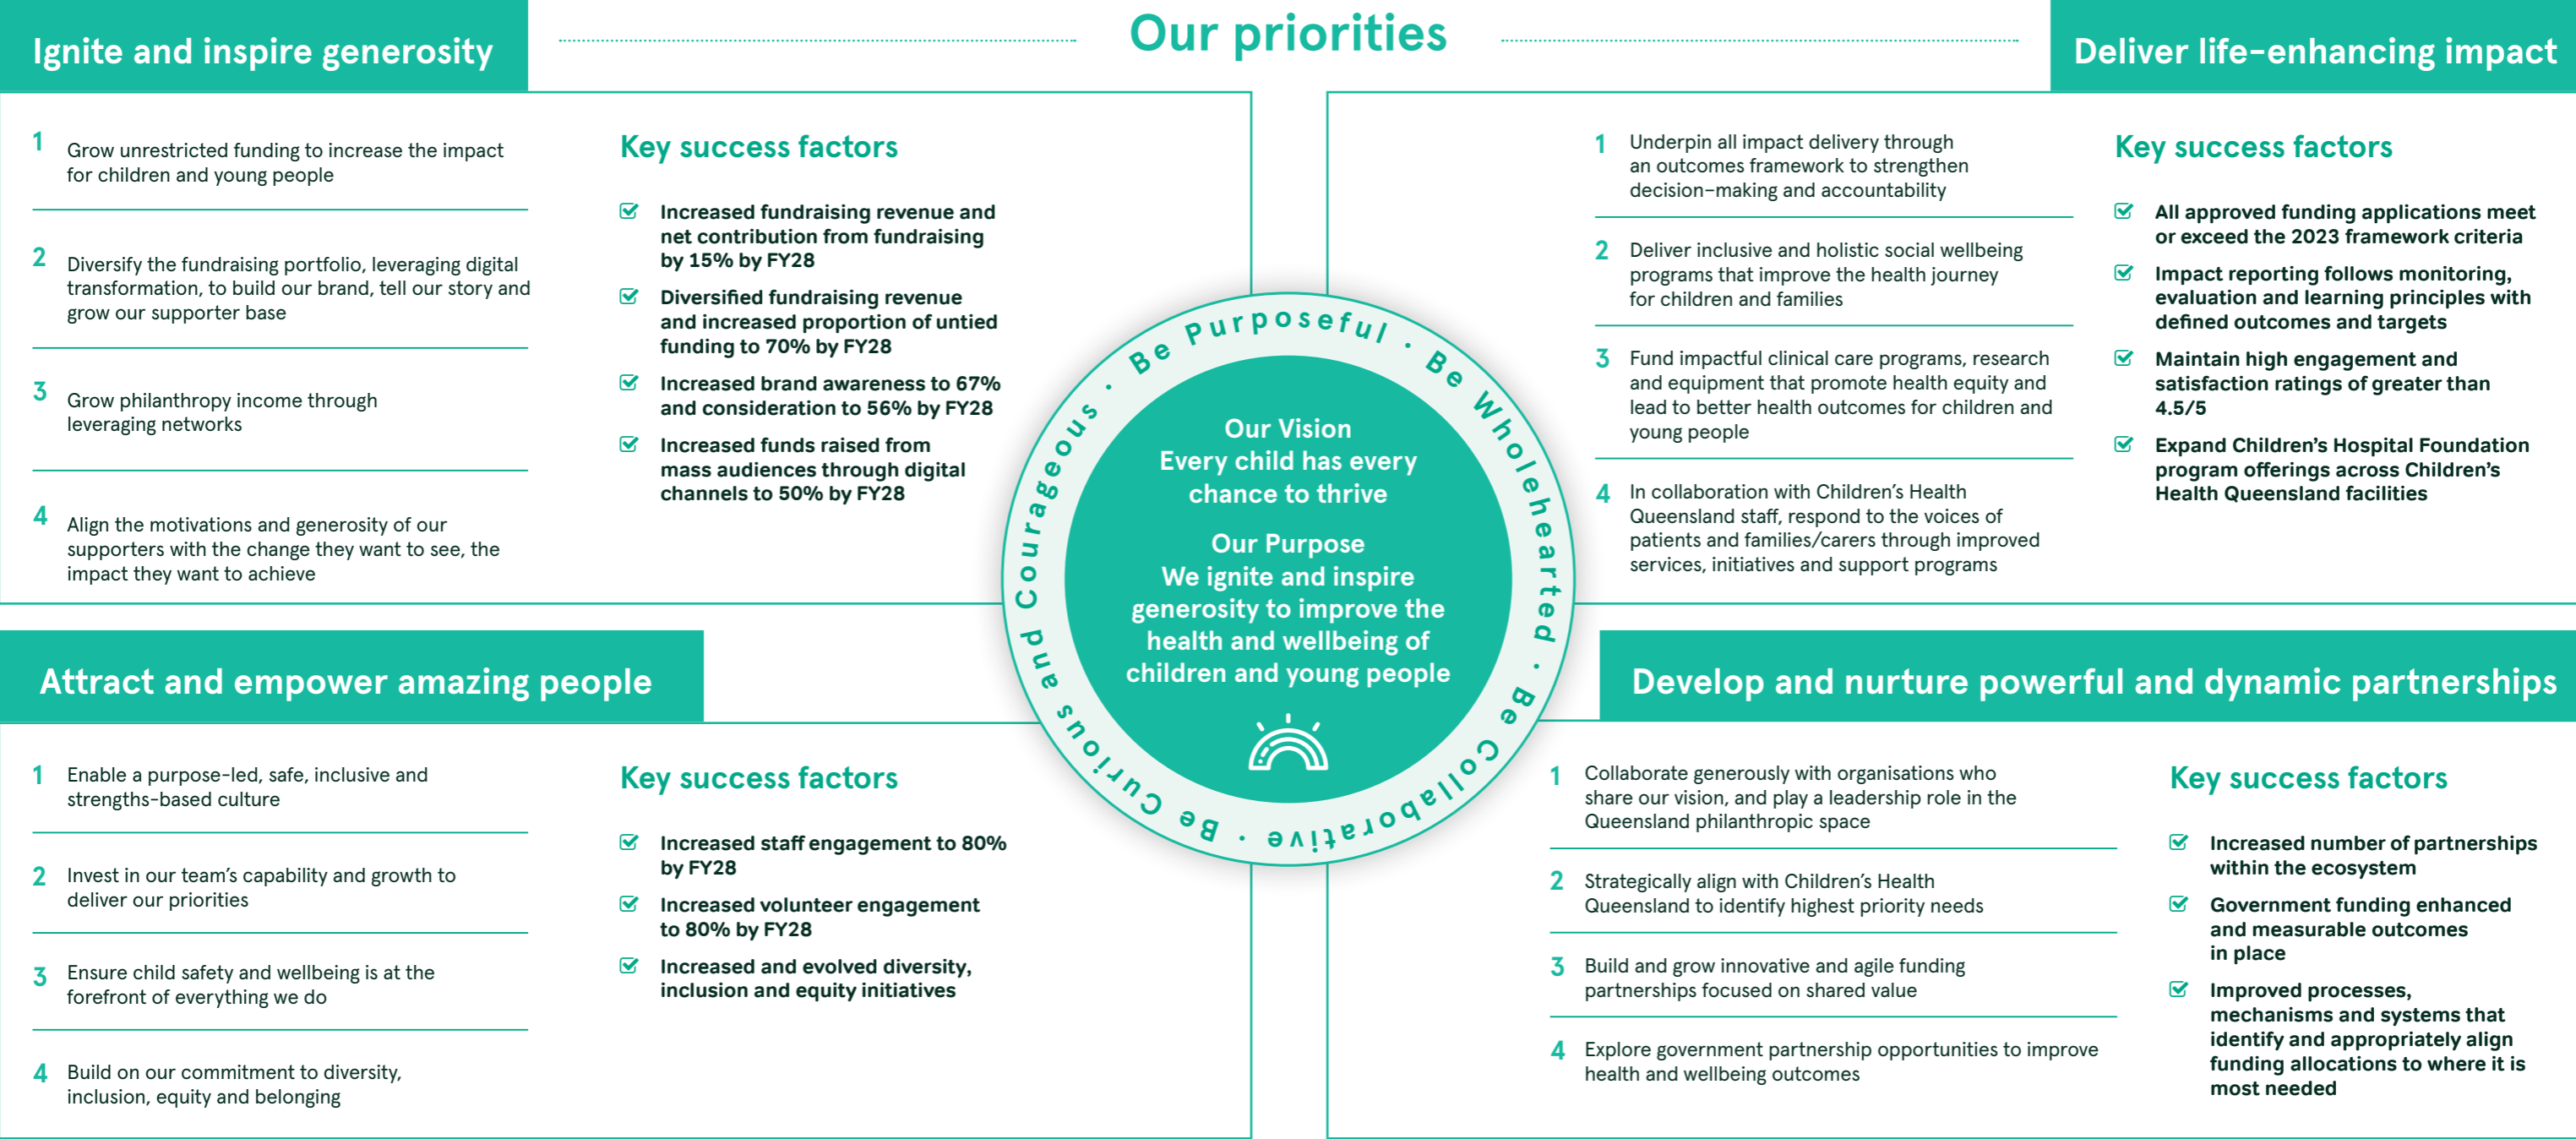 Our priorities
Ignite and inspire generosity
1
Grow unrestricted funding to increase the impact
for children and young people
2
Diversify the fundraising portfolio, leveraging digital
transformation, to build our brand, tell our story and
grow our supporter base
3
Grow philanthropy income through
leveraging networks
4
Align the motivations and generosity of our
supporters with the change they want to see, the
impact they want to achieve
Key success factors
Increased fundraising revenue and
net contribution from fundraising
by 15% by FY28
Diversified fundraising revenue
and increased proportion of untied
funding to 70% by FY28
Increased brand awareness to 67%
and consideration to 56% by FY28
Increased funds raised from
mass audiences through digital
channels to 50% by FY28
Deliver life-enhancing impact
1
Underpin all impact delivery through
an outcomes framework to strengthen
decision–making and accountability
2
Deliver inclusive and holistic social wellbeing
programs that improve the health journey
for children and families
3
Fund impactful clinical care programs, research
and equipment that promote health equity and
lead to better health outcomes for children and
young people
4
In collaboration with Children’s Health
Queensland staff, respond to the voices of
patients and families/carers through improved
services, initiatives and support programs
Key success factors
All approved funding applications meet
or exceed the 2023 framework criteria
Impact reporting follows monitoring,
evaluation and learning principles with
defined outcomes and targets
Maintain high engagement and
satisfaction ratings of greater than
4.5/5
Expand Children’s Hospital Foundation
program offerings across Children’s
Health Queensland facilities
Be Purposeful · Be Wholehearted · Be Collaborative · Be Curious and Courageous ·
Our Vision
Every child has every
chance to thrive
Our Purpose
We ignite and inspire
generosity to improve the
health and wellbeing of
children and young people
Attract and empower amazing people
1
Enable a purpose-led, safe, inclusive and
strengths-based culture
2
Invest in our team’s capability and growth to
deliver our priorities
3
Ensure child safety and wellbeing is at the
forefront of everything we do
4
Build on our commitment to diversity,
inclusion, equity and belonging
Key success factors
Increased staff engagement to 80%
by FY28
Increased volunteer engagement
to 80% by FY28
Increased and evolved diversity,
inclusion and equity initiatives
Develop and nurture powerful and dynamic partnerships
1
Collaborate generously with organisations who
share our vision, and play a leadership role in the
Queensland philanthropic space
2
Strategically align with Children’s Health
Queensland to identify highest priority needs
3
Build and grow innovative and agile funding
partnerships focused on shared value
4
Explore government partnership opportunities to improve
health and wellbeing outcomes
Key success factors
Increased number of partnerships
within the ecosystem
Government funding enhanced
and measurable outcomes
in place
Improved processes,
mechanisms and systems that
identify and appropriately align
funding allocations to where it is
most needed